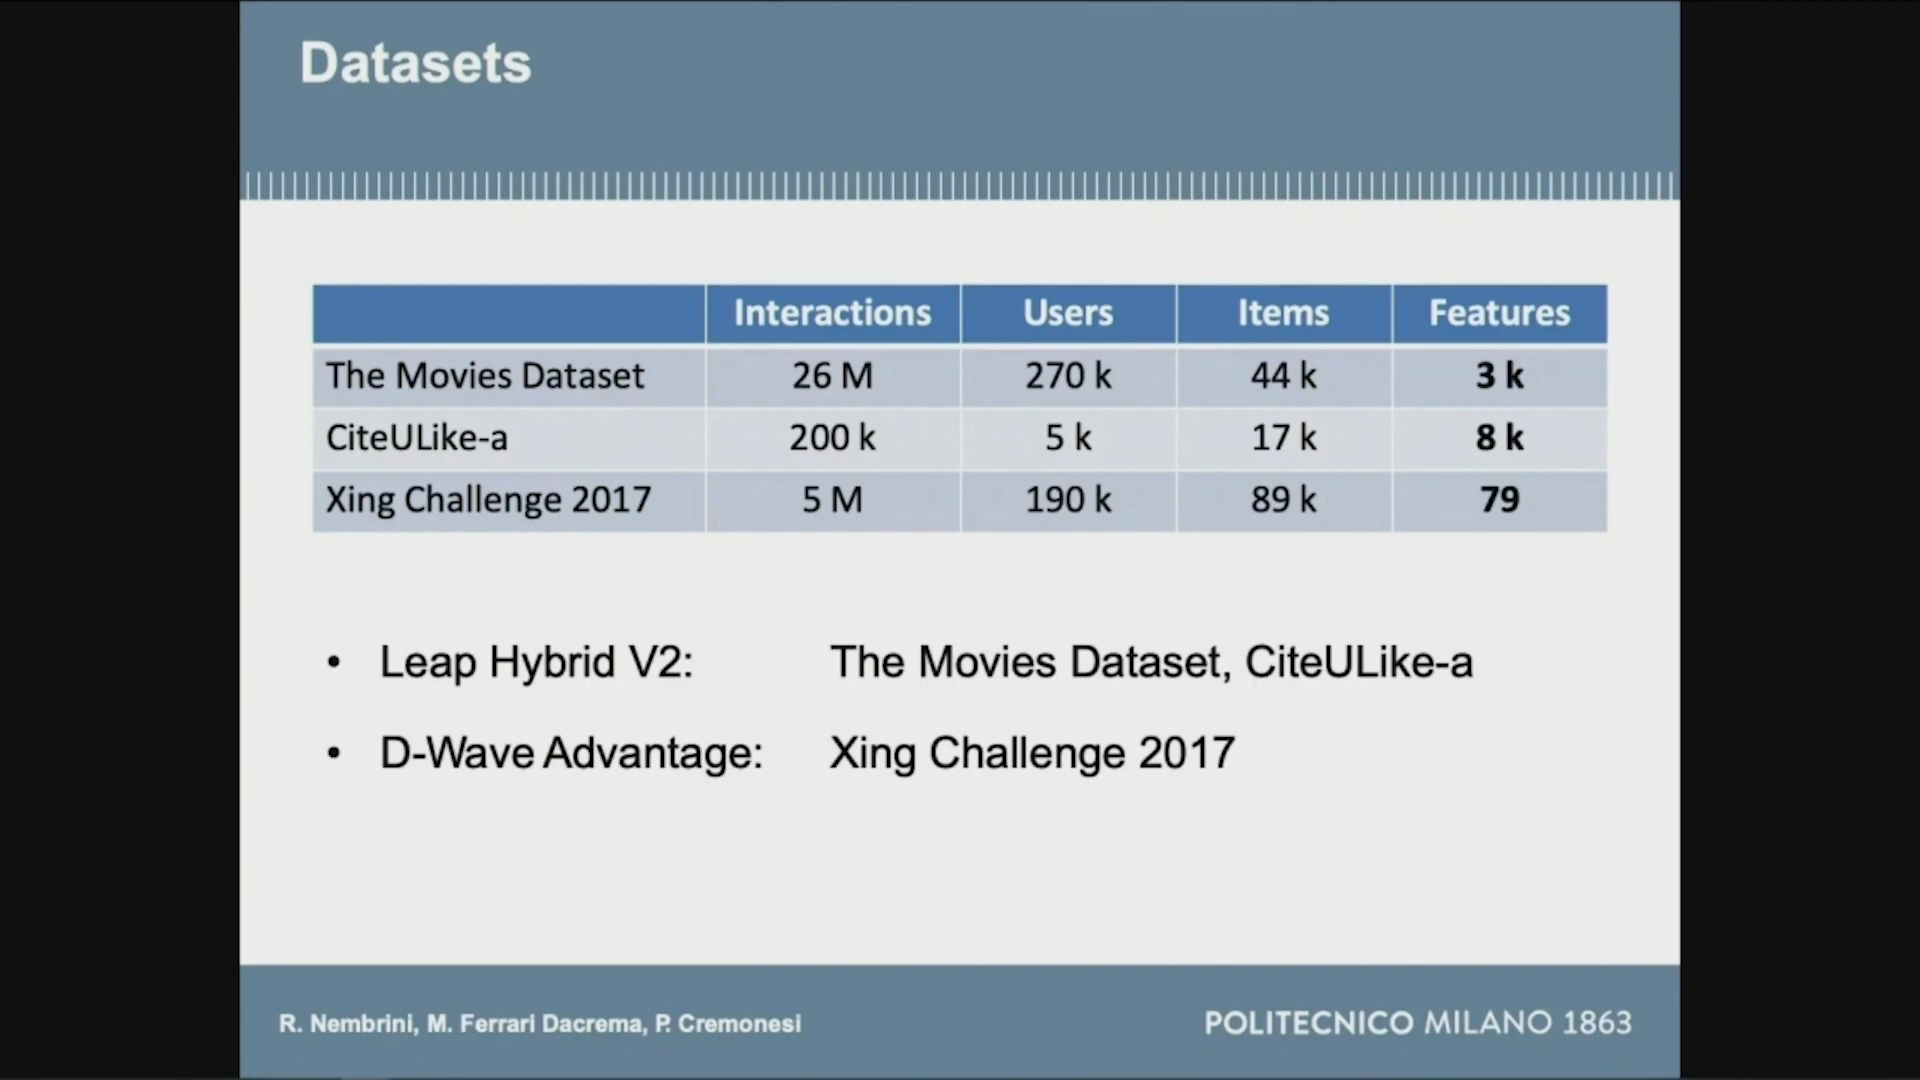 Datasets
Interactions Users Items Features
The Movies Dataset 26 M 270 k 44 k 3 k
CiteULike-a 200 k 5 k 17 k 8 k
Xing Challenge 2017 5 M 190 k 89 k 79
• Leap Hybrid V2: The Movies Dataset, CiteULike-a
• D-Wave Advantage: Xing Challenge 2017
R. Nembrini, M. Ferrari Dacrema, P. Cremonesi POLITECNICO MILANO 1863